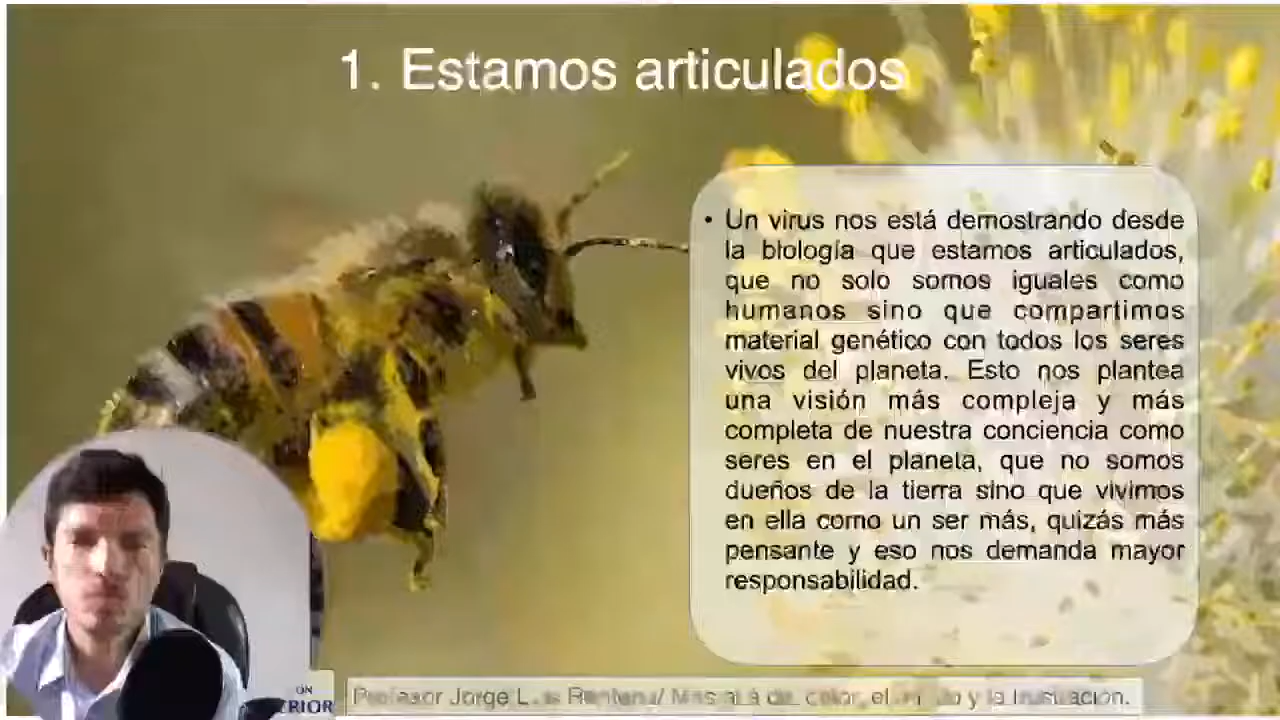 1. Estamos articulados
• Un virus nos está demostrando desde
la biología que estamos articulados,
que no solo somos iguales como
humanos sino que compartimos
material genético con todos los seres
vivos del planeta. Esto nos plantea
una visión más compleja y más
completa de nuestra conciencia como
seres en el planeta, que no somos
dueños de la tierra sino que vivimos
en ella como un ser más, quizás más
pensante y eso nos demanda mayor
responsabilidad.
Profesor Jorge color, el y la frustración.